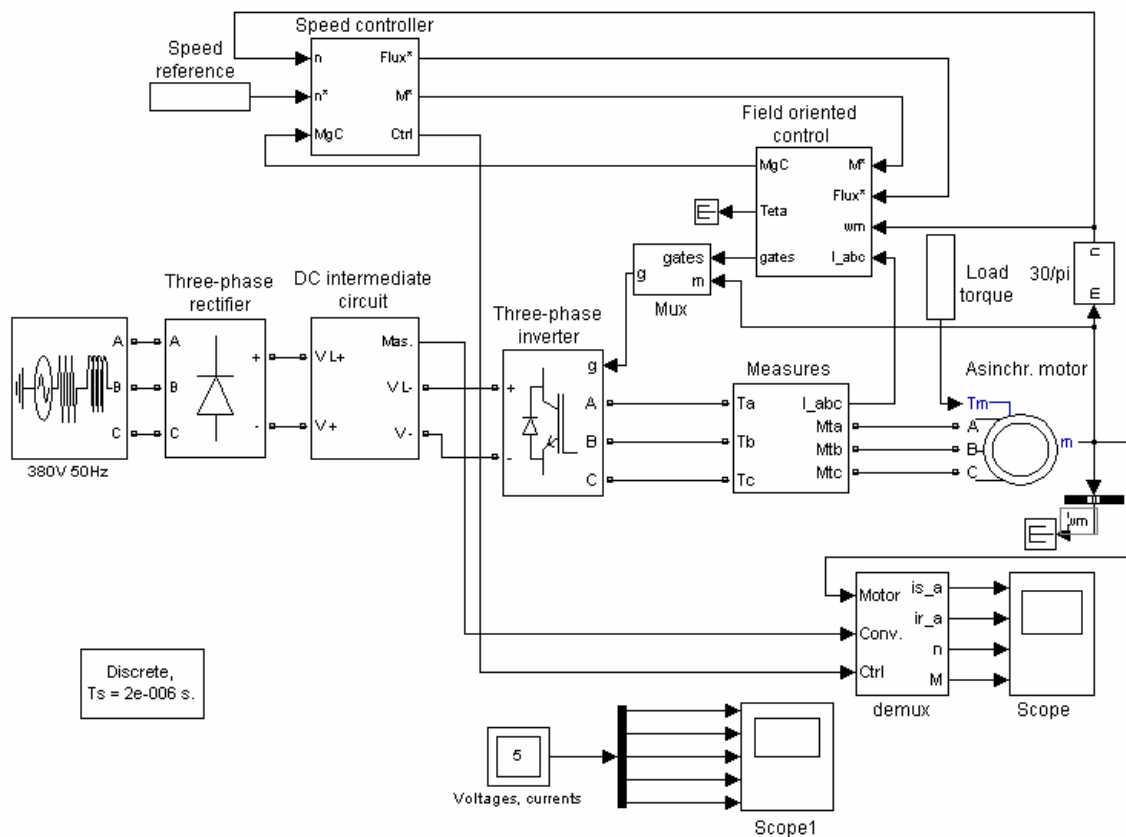 Speed controller
Speed
reference
n
n*
MgC
Flux*
M*
Ctrl
Field oriented
control
MgC
Teta
gates
M*
Flux*
wm
I_abc
gates
m
g
Mux
Load
torque
30/pi
n
m
Three-phase
rectifier
DC intermediate
circuit
Three-phase
inverter
Measures
Asinchr. motor
A
B
C
380V 50Hz
A
B
C
+
-
VL+
V+
Mas.
VL-
V-
+
-
g
A
B
C
Ta
Tb
Tc
I_abc
Mta
Mtb
Mtc
Tm
A
B
C
m
wm
Motor
Conv.
Ctrl
is_a
ir_a
n
M
demux
Scope
Discrete,
Ts = 2e-006 s.
5
Voltages, currents
Scope1